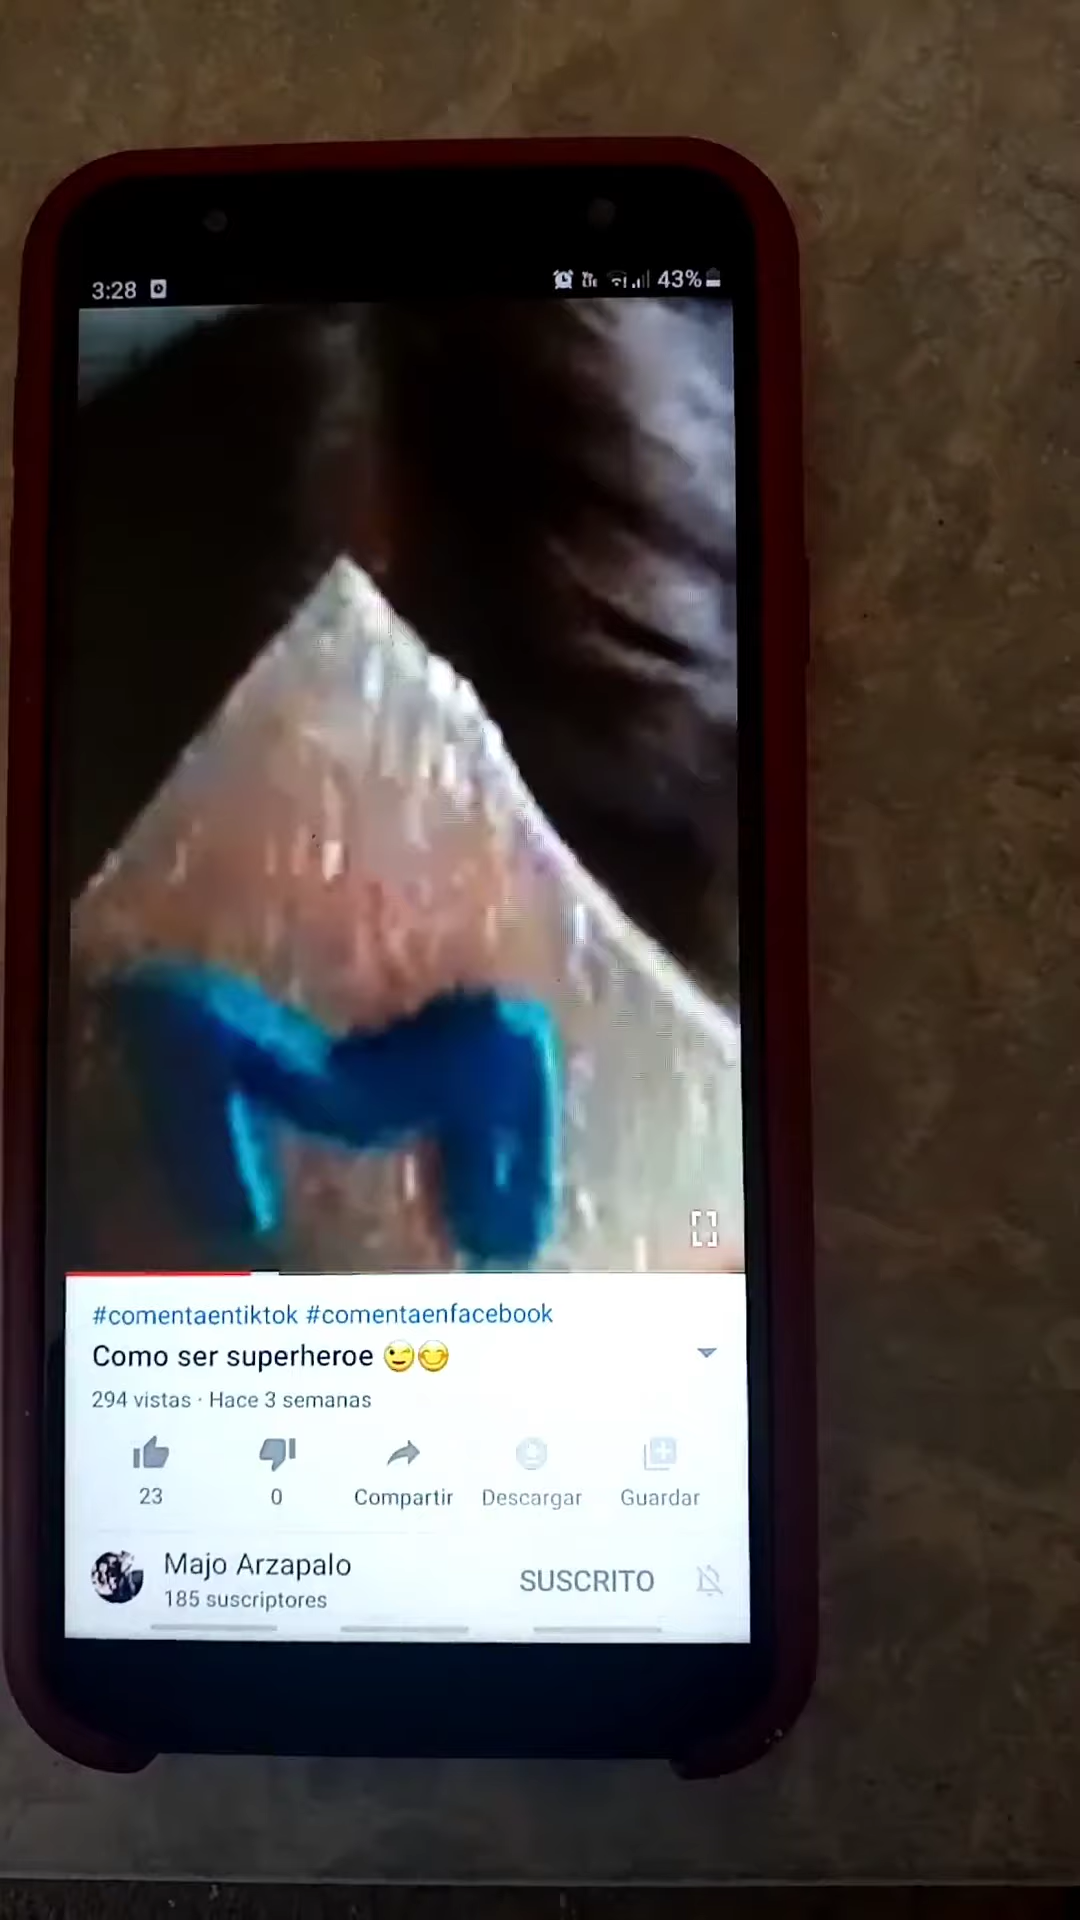 3:28
43%
M
#comentaentiktok #comentaenfacebook
Como ser superheroe 😉😊
294 vistas · Hace 3 semanas
23
0
Compartir
Descargar
Guardar
Majo Arzapalo
SUSCRITO
185 suscriptores